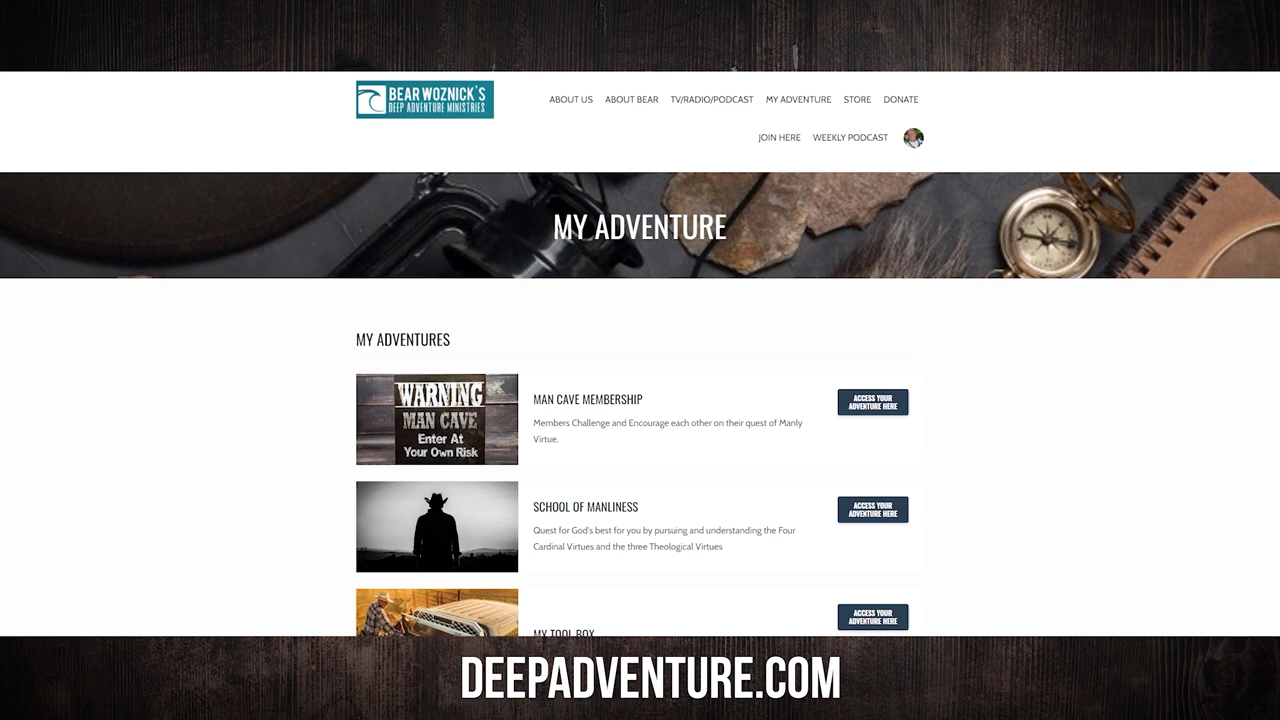 BEAR WOZNICK'S
DEEP ADVENTURE MINISTRIES
ABOUT US ABOUT BEAR TV/RADIO/PODCAST MY ADVENTURE STORE DONATE
JOIN HERE WEEKLY PODCAST
MY ADVENTURE
MY ADVENTURES
WARNING
MAN CAVE
Enter At
Your Own Risk
MAN CAVE MEMBERSHIP
Members Challenge and Encourage each other on their quest of Manly
Virtue.
ACCESS YOUR
ADVENTURE HERE
SCHOOL OF MANLINESS
Quest for God's best for you by pursuing and understanding the Four
Cardinal Virtues and the three Theological Virtues
ACCESS YOUR
ADVENTURE HERE
MY TOOL BOX
ACCESS YOUR
ADVENTURE HERE
DEEPADVENTURE.COM